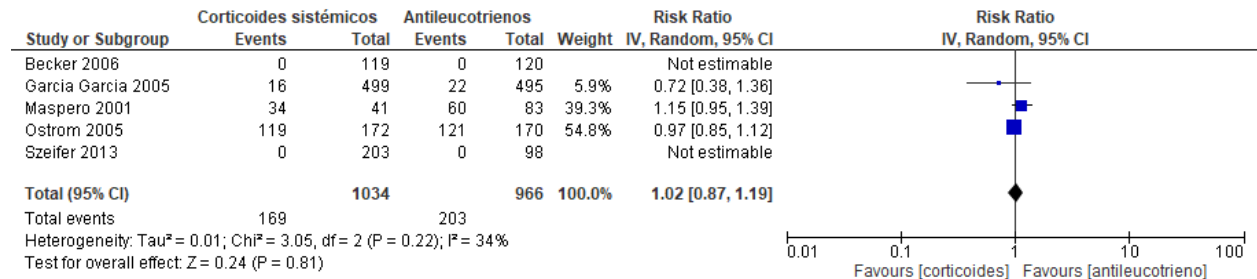 Corticoides sistémicos Antileucotrienos Risk Ratio Risk Ratio
Study or Subgroup Events Total Events Total Weight IV, Random, 95% CI IV, Random, 95% CI
Becker 2006 0 119 0 120 Not estimable
Garcia Garcia 2005 16 499 22 495 5.9% 0.72 [0.38, 1.36]
Maspero 2001 34 41 60 83 39.3% 1.15 [0.95, 1.39]
Ostrom 2005 119 172 121 170 54.8% 0.97 [0.85, 1.12]
Szeifer 2013 0 203 0 98 Not estimable
Total (95% CI) 1034 966 100.0% 1.02 [0.87, 1.19]
Total events 169 203
Heterogeneity: Tau² = 0.01; Chi² = 3.05, df = 2 (P = 0.22); I² = 34%
Test for overall effect: Z = 0.24 (P = 0.81)
0.01 0.1 1 10 100
Favours [corticoides] Favours [antileucotrieno]